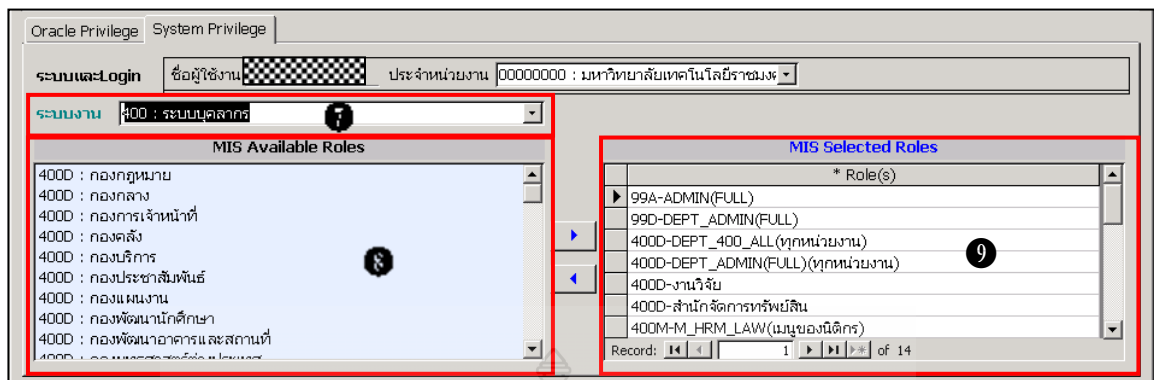 Oracle Privilege System Privilege
ระบบและLogin ชื่อผู้ใช้งาน ประจำหน่วยงาน 00000000 : มหาวิทยาลัยเทคโนโลยีราชมง
ระบบงาน 400 : ระบบบุคลากร 7
MIS Available Roles
400D : กองกฎหมาย
400D : กองกลาง
400D : กองการเจ้าหน้าที่
400D : กองคลัง
400D : กองบริการ
400D : กองประชาสัมพันธ์
400D : กองแผนงาน
400D : กองพัฒนานักศึกษา
400D : กองพัฒนาอาคารและสถานที่
8
MIS Selected Roles
* Role(s)
99A-ADMIN(FULL)
99D-DEPT_ADMIN(FULL)
400D-DEPT_400_ALL(ทุกหน่วยงาน)
400D-DEPT_ADMIN(FULL)(ทุกหน่วยงาน)
400D-งานวิจัย
400D-สำนักจัดการทรัพย์สิน
400M-M_HRM_LAW(เมนูของนิติกร)
9
Record: 1 of 14